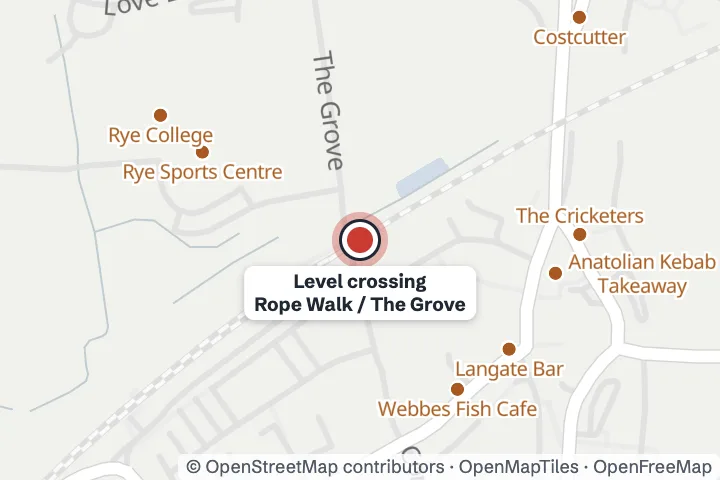 Love
Costcutter
The Grove
Rye College
Rye Sports Centre
The Cricketers
Anatolian Kebab
Takeaway
Level crossing
Rope Walk / The Grove
Langate Bar
Webbes Fish Cafe
© OpenStreetMap contributors · OpenMapTiles · OpenFreeMap